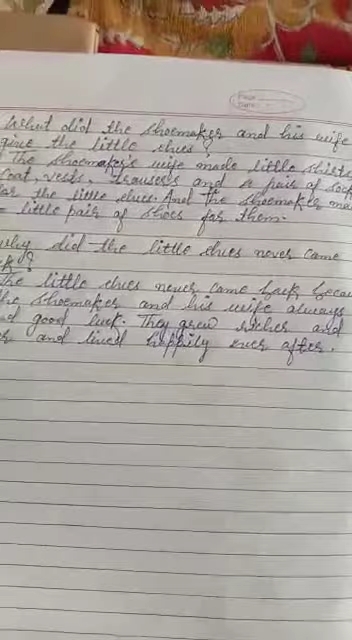 What did the shoemaker and his wife
give the little elves?
the shoemaker's wife made little shirts
coat, vests, trousers and a pair of
for the little elves. And the shoemaker
little pair of shoes for them.
why did the little elves never came
The little elves never came back
the shoemaker and his wife always
good luck. They grew richer and
and lived happily ever after.